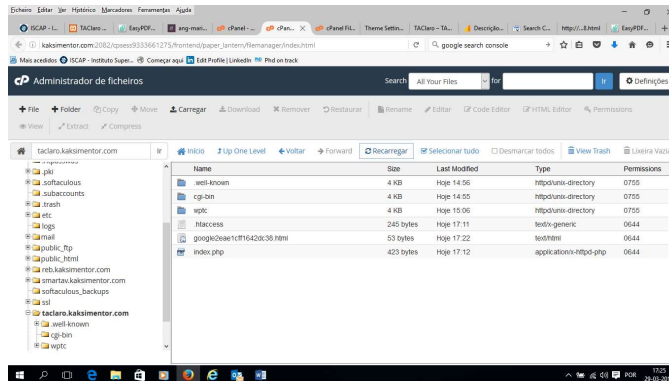 Ficheiro Editar Ver Histórico Marcadores Ferramentas Ajuda
ISCAP - I... TAClaro ... EasyPDF... ang-mari... cPanel - ... cPan... cPanel Fil... Theme Settin... TAClaro – TA... Descrição... Search C... http://...8.html EasyPDF...
kaksimentor.com:2082/cpsess9333661275/frontend/paper_lantern/filemanager/index.html google search console
Mais acedidos ISCAP - Instituto Super... Começar aqui Edit Profile | LinkedIn Phd on track
cP Administrador de ficheiros Search All Your Files for Ir Definições
+ File + Folder Copy Move Carregar Download Remover Restaurar Rename Editar Code Editor HTML Editor Permissions
View Extract Compress
taclaro.kaksimentor.com Ir Início Up One Level Voltar Forward Recarregar Selecionar tudo Desmarcar todos View Trash Lixeira Vazia
Name Size Last Modified Type Permissions
.well-known 4 KB Hoje 14:56 httpd/unix-directory 0755
cgi-bin 4 KB Hoje 14:55 httpd/unix-directory 0755
wptc 4 KB Hoje 15:06 httpd/unix-directory 0755
.htaccess 245 bytes Hoje 17:11 text/x-generic 0644
google2eae1cff1642dc38.html 53 bytes Hoje 17:22 text/html 0644
index.php 423 bytes Hoje 17:12 application/x-httpd-php 0644
.pki
.softaculous
.subaccounts
.trash
etc
logs
mail
public_ftp
public_html
reb.kaksimentor.com
smartav.kaksimentor.com
softaculous_backups
ssl
taclaro.kaksimentor.com
.well-known
cgi-bin
wptc
POR 17:25